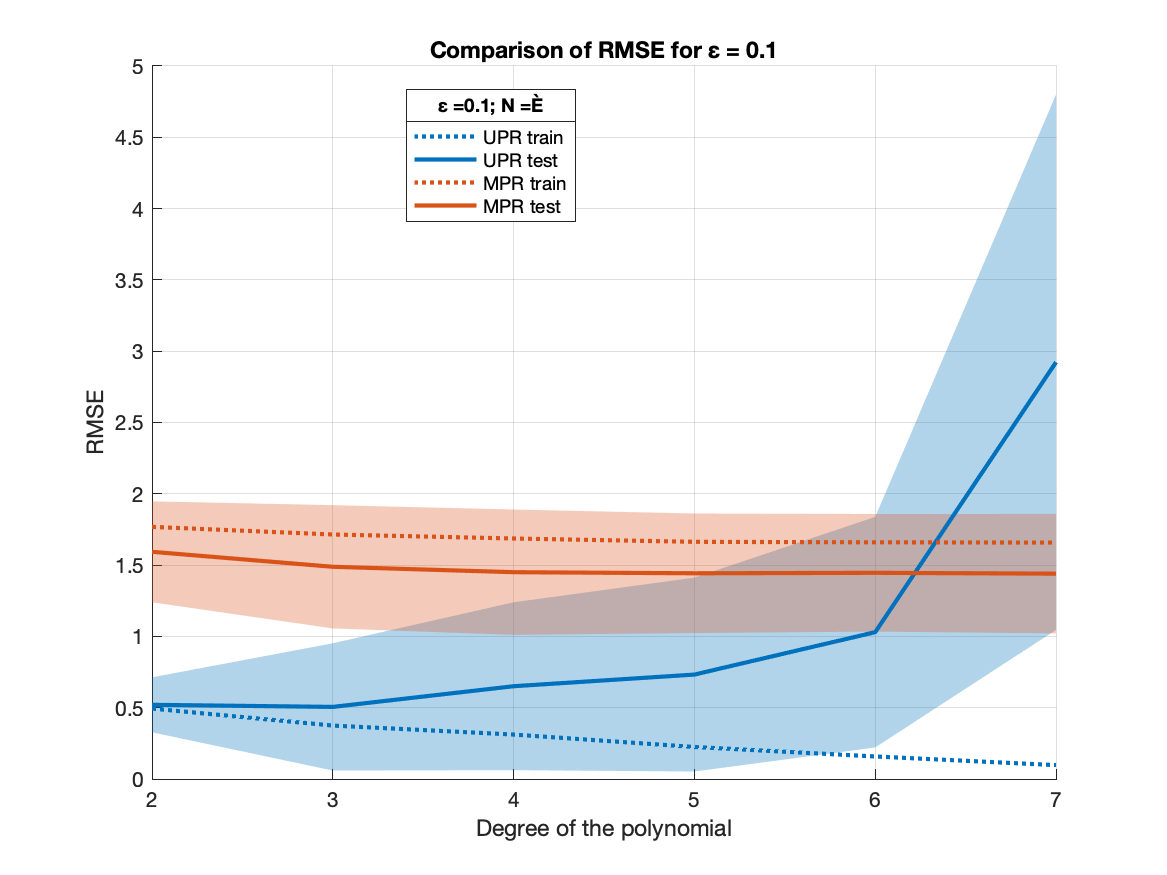 Comparison of RMSE for ε = 0.1
ε =0.1; N =È
UPR train
UPR test
MPR train
MPR test
5
4.5
4
3.5
3
2.5
2
1.5
1
0.5
0
RMSE
2 3 4 5 6 7
Degree of the polynomial